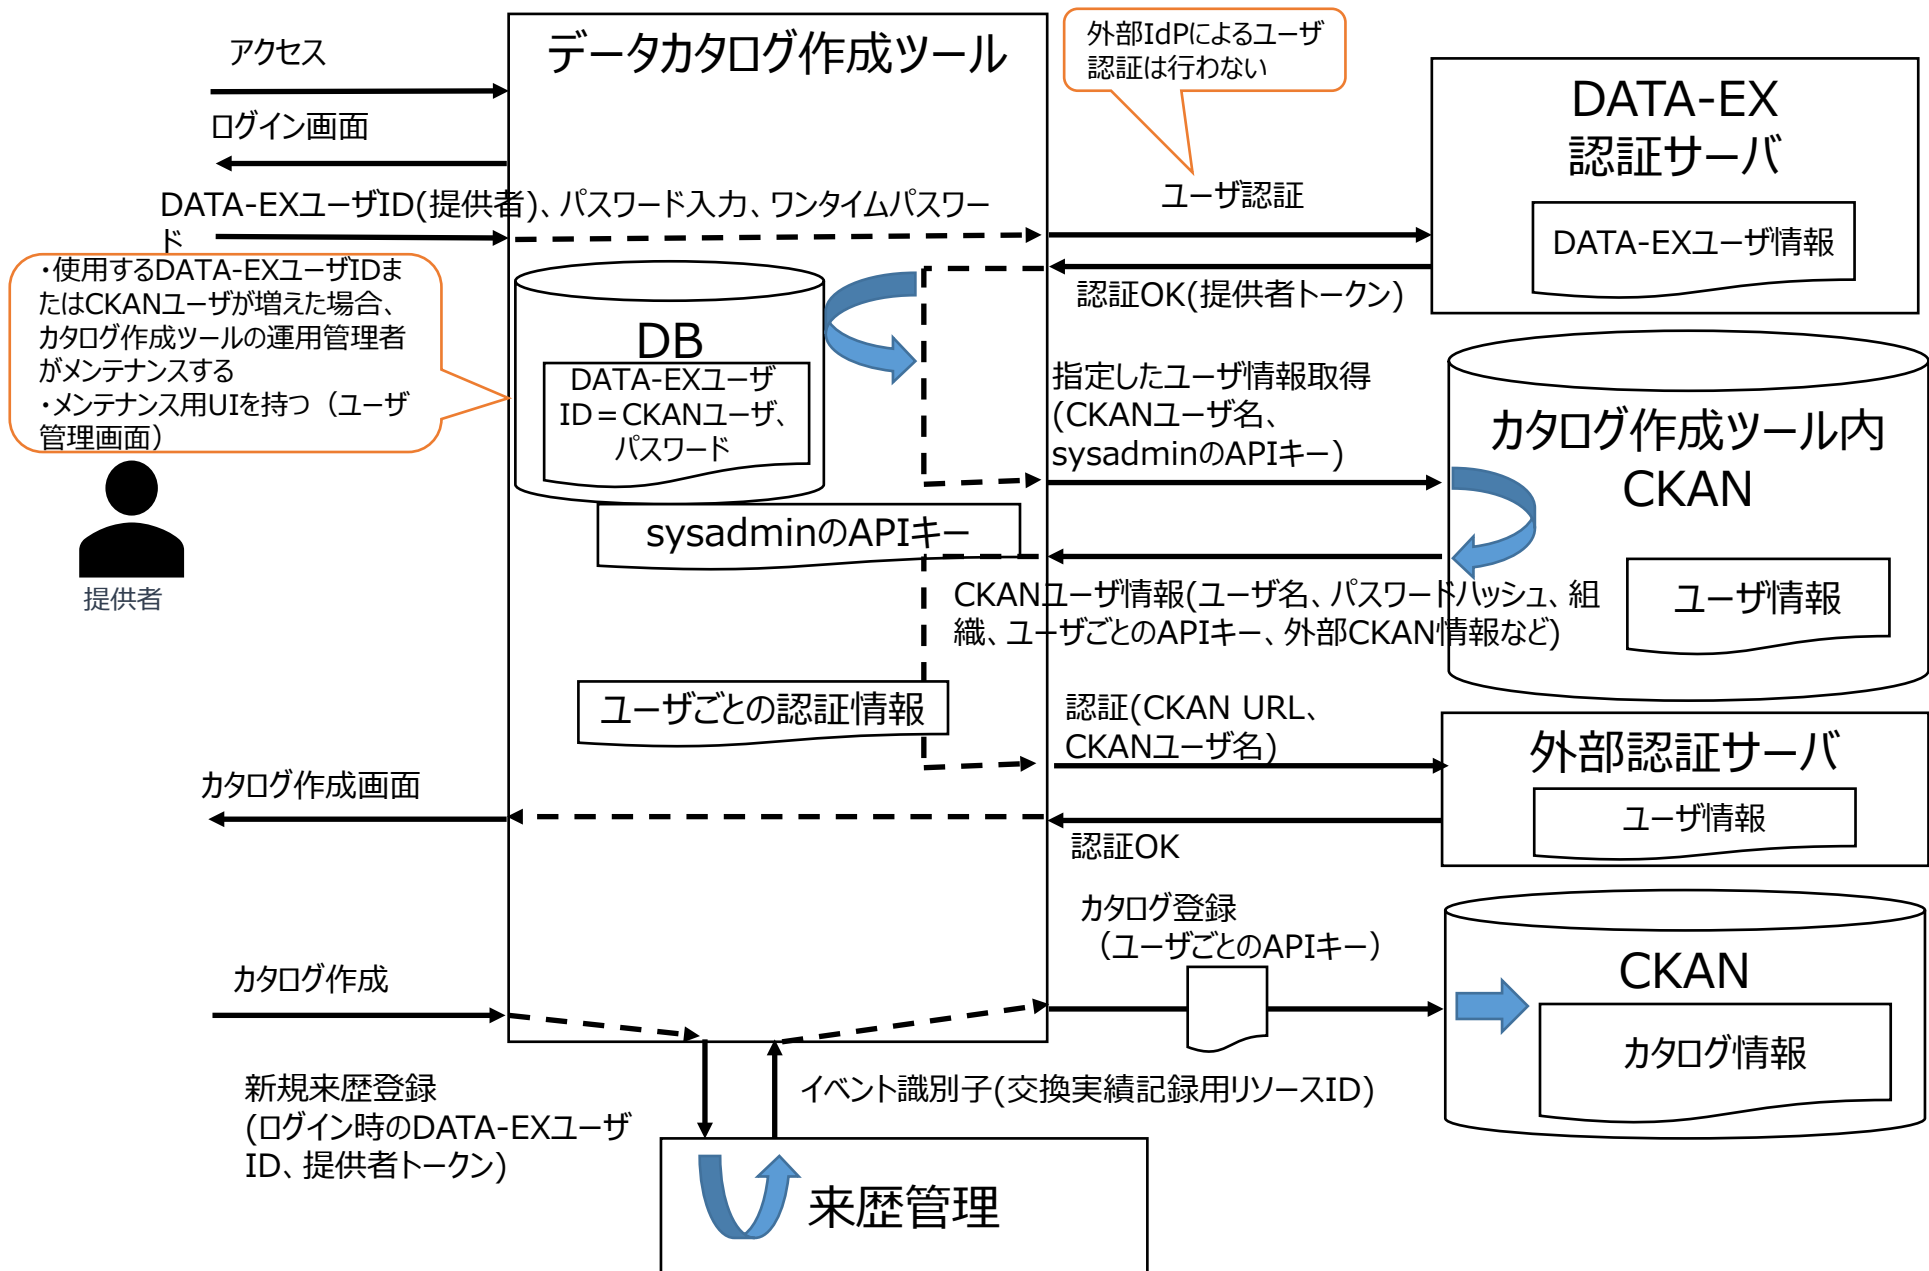 アクセス
データカタログ作成ツール
外部IdPによるユーザ
認証は行わない
DATA-EX
認証サーバ
ログイン画面
DATA-EXユーザID(提供者)、パスワード入力、ワンタイムパスワー
ド
ユーザ認証
DATA-EXユーザ情報
認証OK(提供者トークン)
・使用するDATA-EXユーザIDま
たはCKANユーザが増えた場合、
カタログ作成ツールの運用管理者
がメンテナンスする
・メンテナンス用UIを持つ（ユーザ
管理画面）
提供者
DB
DATA-EXユーザ
ID＝CKANユーザ、
パスワード
sysadminのAPIキー
指定したユーザ情報取得
(CKANユーザ名、
sysadminのAPIキー)
カタログ作成ツール内
CKAN
ユーザ情報
CKANユーザ情報(ユーザ名、パスワードハッシュ、組
織、ユーザごとのAPIキー、外部CKAN情報など)
ユーザごとの認証情報
認証(CKAN URL、
CKANユーザ名)
外部認証サーバ
ユーザ情報
カタログ作成画面
認証OK
カタログ登録
（ユーザごとのAPIキー）
CKAN
カタログ情報
カタログ作成
新規来歴登録
(ログイン時のDATA-EXユーザ
ID、提供者トークン)
イベント識別子(交換実績記録用リソースID)
来歴管理